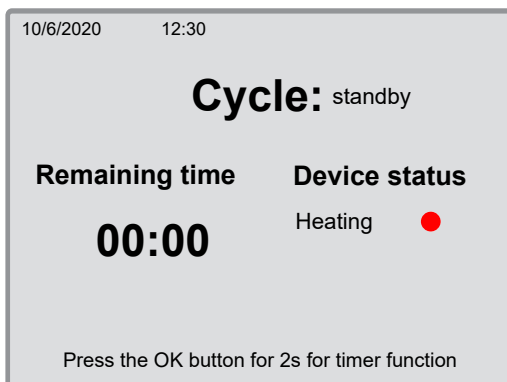 10/6/2020 12:30
Cycle: standby
Remaining time Device status
00:00 Heating
Press the OK button for 2s for timer function